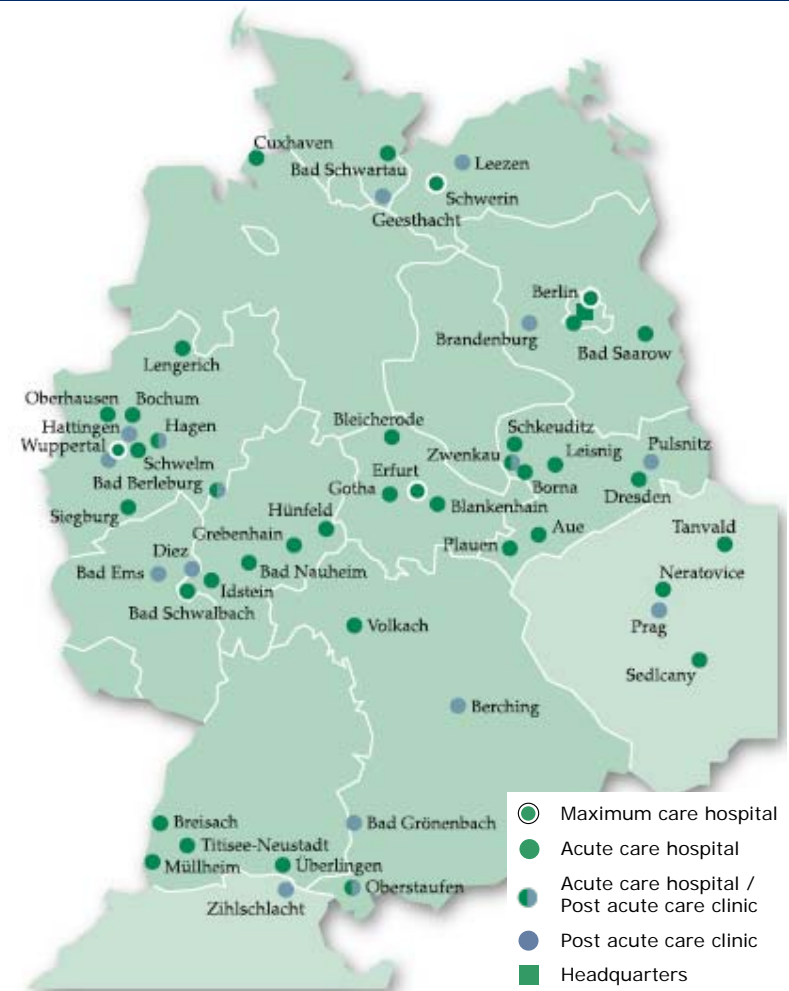 Cuxhaven
Bad Schwartau
Leezen
Schwerin
Geesthacht
Berlin
Brandenburg
Bad Saarow
Lengerich
Oberhausen
Bochum
Hattingen
Hagen
Wuppertal
Schwelm
Bad Berleburg
Siegburg
Bleicherode
Schkeuditz
Zwenkau
Leisnig
Pulsnitz
Erfurt
Gotha
Borna
Dresden
Blankenhain
Hünfeld
Grebenhain
Aue
Plauen
Tanvald
Diez
Bad Ems
Bad Nauheim
Idstein
Bad Schwalbach
Neratovice
Prag
Volkach
Sedlcany
Berching
Breisach
Bad Grönenbach
Titisee-Neustadt
Müllheim
Überlingen
Oberstaufen
Zihlschlacht
Maximum care hospital
Acute care hospital
Acute care hospital /
Post acute care clinic
Post acute care clinic
Headquarters